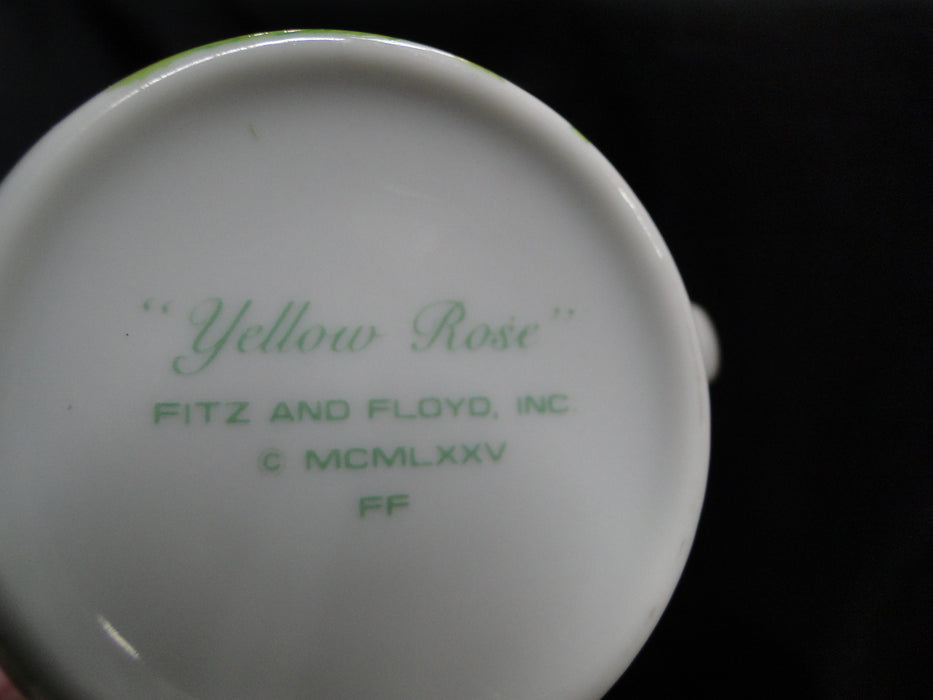 “Yellow Rose”
FITZ AND FLOYD, INC.
© MCMLXXV
FF